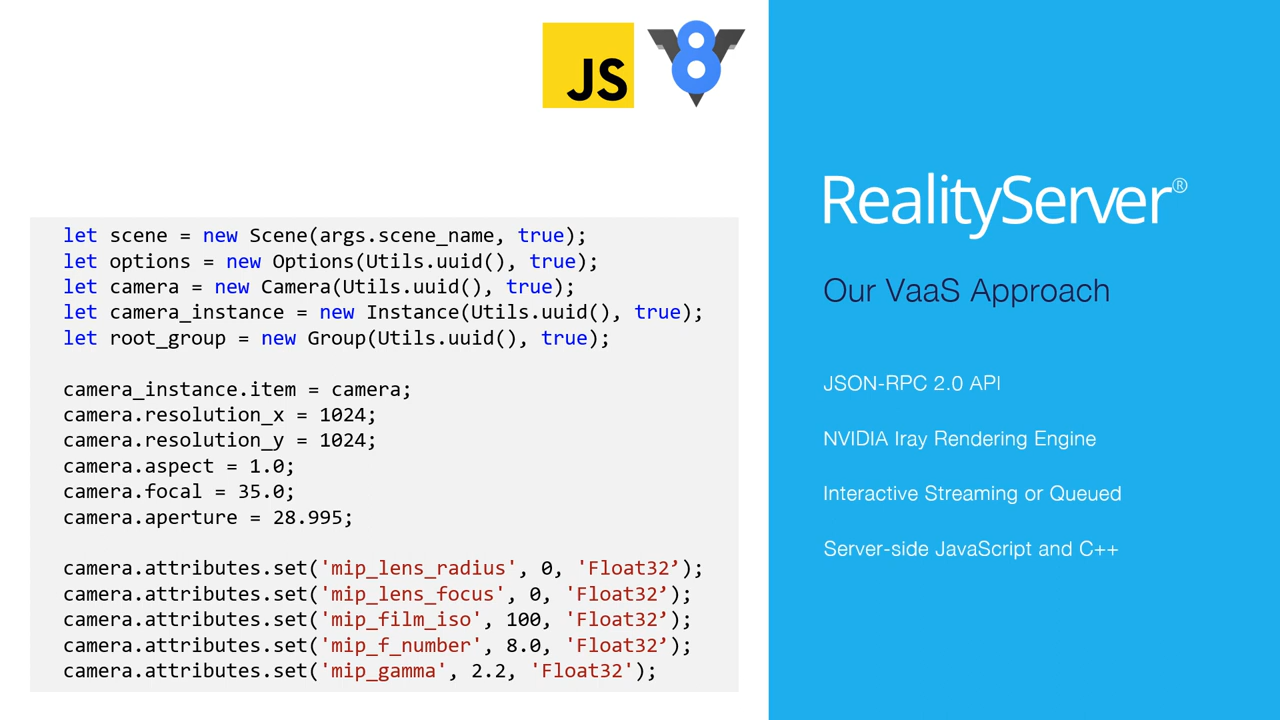 JS
8
let scene = new Scene(args.scene_name, true);
let options = new Options(Utils.uuid(), true);
let camera = new Camera(Utils.uuid(), true);
let camera_instance = new Instance(Utils.uuid(), true);
let root_group = new Group(Utils.uuid(), true);
camera_instance.item = camera;
camera.resolution_x = 1024;
camera.resolution_y = 1024;
camera.aspect = 1.0;
camera.focal = 35.0;
camera.aperture = 28.995;
camera.attributes.set('mip_lens_radius', 0, 'Float32’);
camera.attributes.set('mip_lens_focus', 0, 'Float32’);
camera.attributes.set('mip_film_iso', 100, 'Float32’);
camera.attributes.set('mip_f_number', 8.0, 'Float32’);
camera.attributes.set('mip_gamma', 2.2, 'Float32');
RealityServer®
Our VaaS Approach
JSON-RPC 2.0 API
NVIDIA Iray Rendering Engine
Interactive Streaming or Queued
Server-side JavaScript and C++